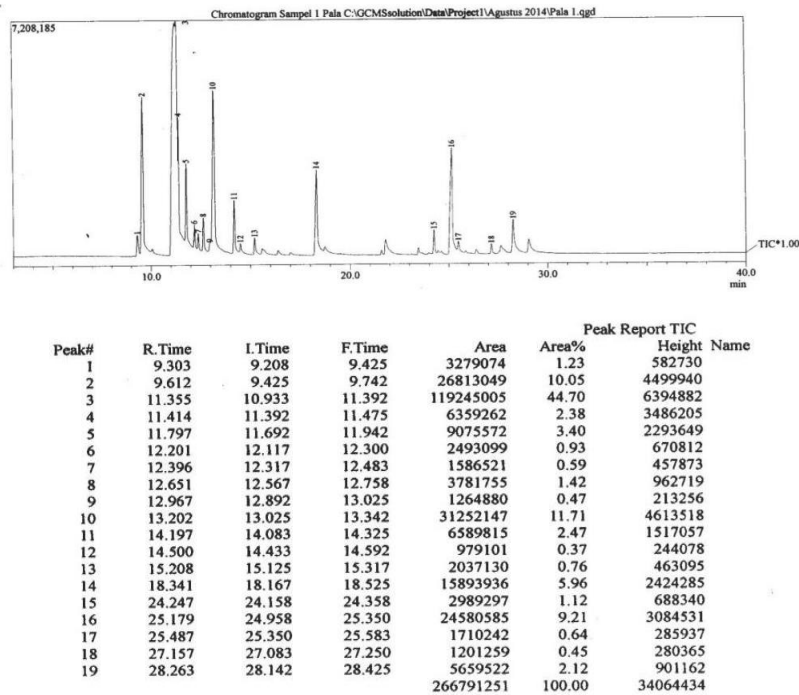 Chromatogram Sampel 1 Pala C:\GCMSsolution\Data\Project1\Agustus 2014\Pala 1.qgd
7,208,185
3
2
10
4
5
16
14
11
8
6
1
9
12
13
15
17
18
19
TIC*1.00
10.0 20.0 30.0 40.0
min
Peak Report TIC
Peak# R.Time I.Time F.Time Area Area% Height Name
1 9.303 9.208 9.425 3279074 1.23 582730
2 9.612 9.425 9.742 26813049 10.05 4499940
3 11.355 10.933 11.392 119245005 44.70 6394882
4 11.414 11.392 11.475 6359262 2.38 3486205
5 11.797 11.692 11.942 9075572 3.40 2293649
6 12.201 12.117 12.300 2493099 0.93 670812
7 12.396 12.317 12.483 1586521 0.59 457873
8 12.651 12.567 12.758 3781755 1.42 962719
9 12.967 12.892 13.025 1264880 0.47 213256
10 13.202 13.025 13.342 31252147 11.71 4613518
11 14.197 14.083 14.325 6589815 2.47 1517057
12 14.500 14.433 14.592 979101 0.37 244078
13 15.208 15.125 15.317 2037130 0.76 463095
14 18.341 18.167 18.525 15893936 5.96 2424285
15 24.247 24.158 24.358 2989297 1.12 688340
16 25.179 24.958 25.350 24580585 9.21 3084531
17 25.487 25.350 25.583 1710242 0.64 285937
18 27.157 27.083 27.250 1201259 0.45 280365
19 28.263 28.142 28.425 5659522 2.12 901162
266791251 100.00 34064434